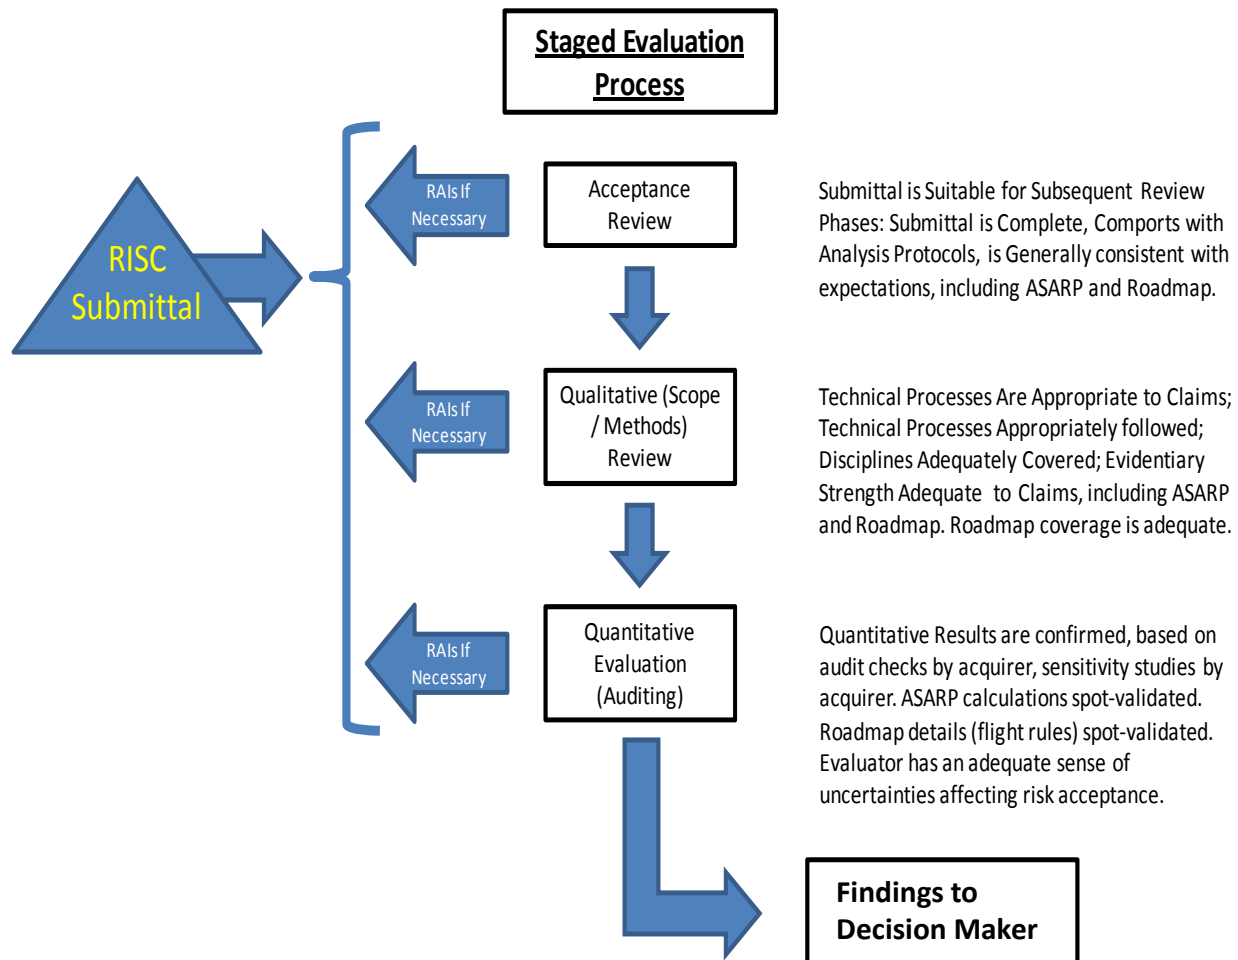 Staged Evaluation
Process
RISC
Submittal
RAIs If
Necessary
Acceptance
Review
Submittal is Suitable for Subsequent Review
Phases: Submittal is Complete, Comports with
Analysis Protocols, is Generally consistent with
expectations, including ASARP and Roadmap.
RAIs If
Necessary
Qualitative (Scope
/ Methods)
Review
Technical Processes Are Appropriate to Claims;
Technical Processes Appropriately followed;
Disciplines Adequately Covered; Evidentiary
Strength Adequate to Claims, including ASARP
and Roadmap. Roadmap coverage is adequate.
RAIs If
Necessary
Quantitative
Evaluation
(Auditing)
Quantitative Results are confirmed, based on
audit checks by acquirer, sensitivity studies by
acquirer. ASARP calculations spot-validated.
Roadmap details (flight rules) spot-validated.
Evaluator has an adequate sense of
uncertainties affecting risk acceptance.
Findings to
Decision Maker